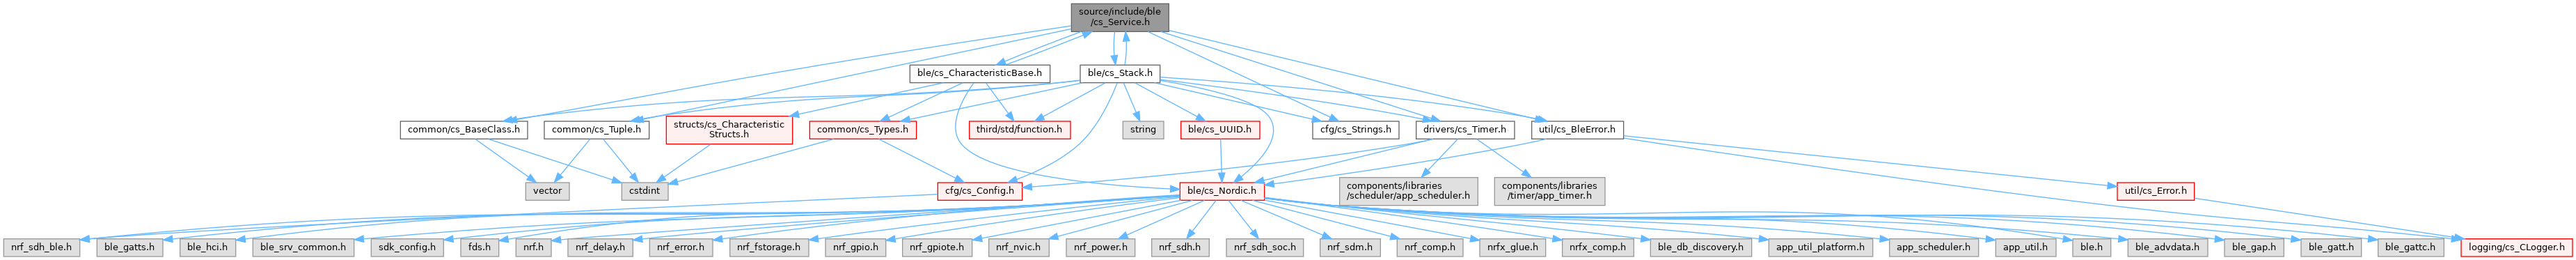 source/include/ble
/cs_Service.h
ble/cs_CharacteristicBase.h
ble/cs_Stack.h
common/cs_BaseClass.h
common/cs_Tuple.h
structs/cs_Characteristic
Structs.h
common/cs_Types.h
third/std/function.h
string
ble/cs_UUID.h
cfg/cs_Strings.h
drivers/cs_Timer.h
util/cs_BleError.h
vector
cstdint
cfg/cs_Config.h
ble/cs_Nordic.h
components/libraries
/scheduler/app_scheduler.h
components/libraries
/timer/app_timer.h
util/cs_Error.h
nrf_sdh_ble.h
ble_gatts.h
ble_hci.h
ble_srv_common.h
sdk_config.h
fds.h
nrf.h
nrf_delay.h
nrf_error.h
nrf_fstorage.h
nrf_gpio.h
nrf_gpiote.h
nrf_nvic.h
nrf_power.h
nrf_sdh.h
nrf_sdh_soc.h
nrf_sdm.h
nrf_comp.h
nrfx_glue.h
nrfx_comp.h
ble_db_discovery.h
app_util_platform.h
app_scheduler.h
app_util.h
ble.h
ble_advdata.h
ble_gap.h
ble_gatt.h
ble_gattc.h
logging/cs_CLogger.h